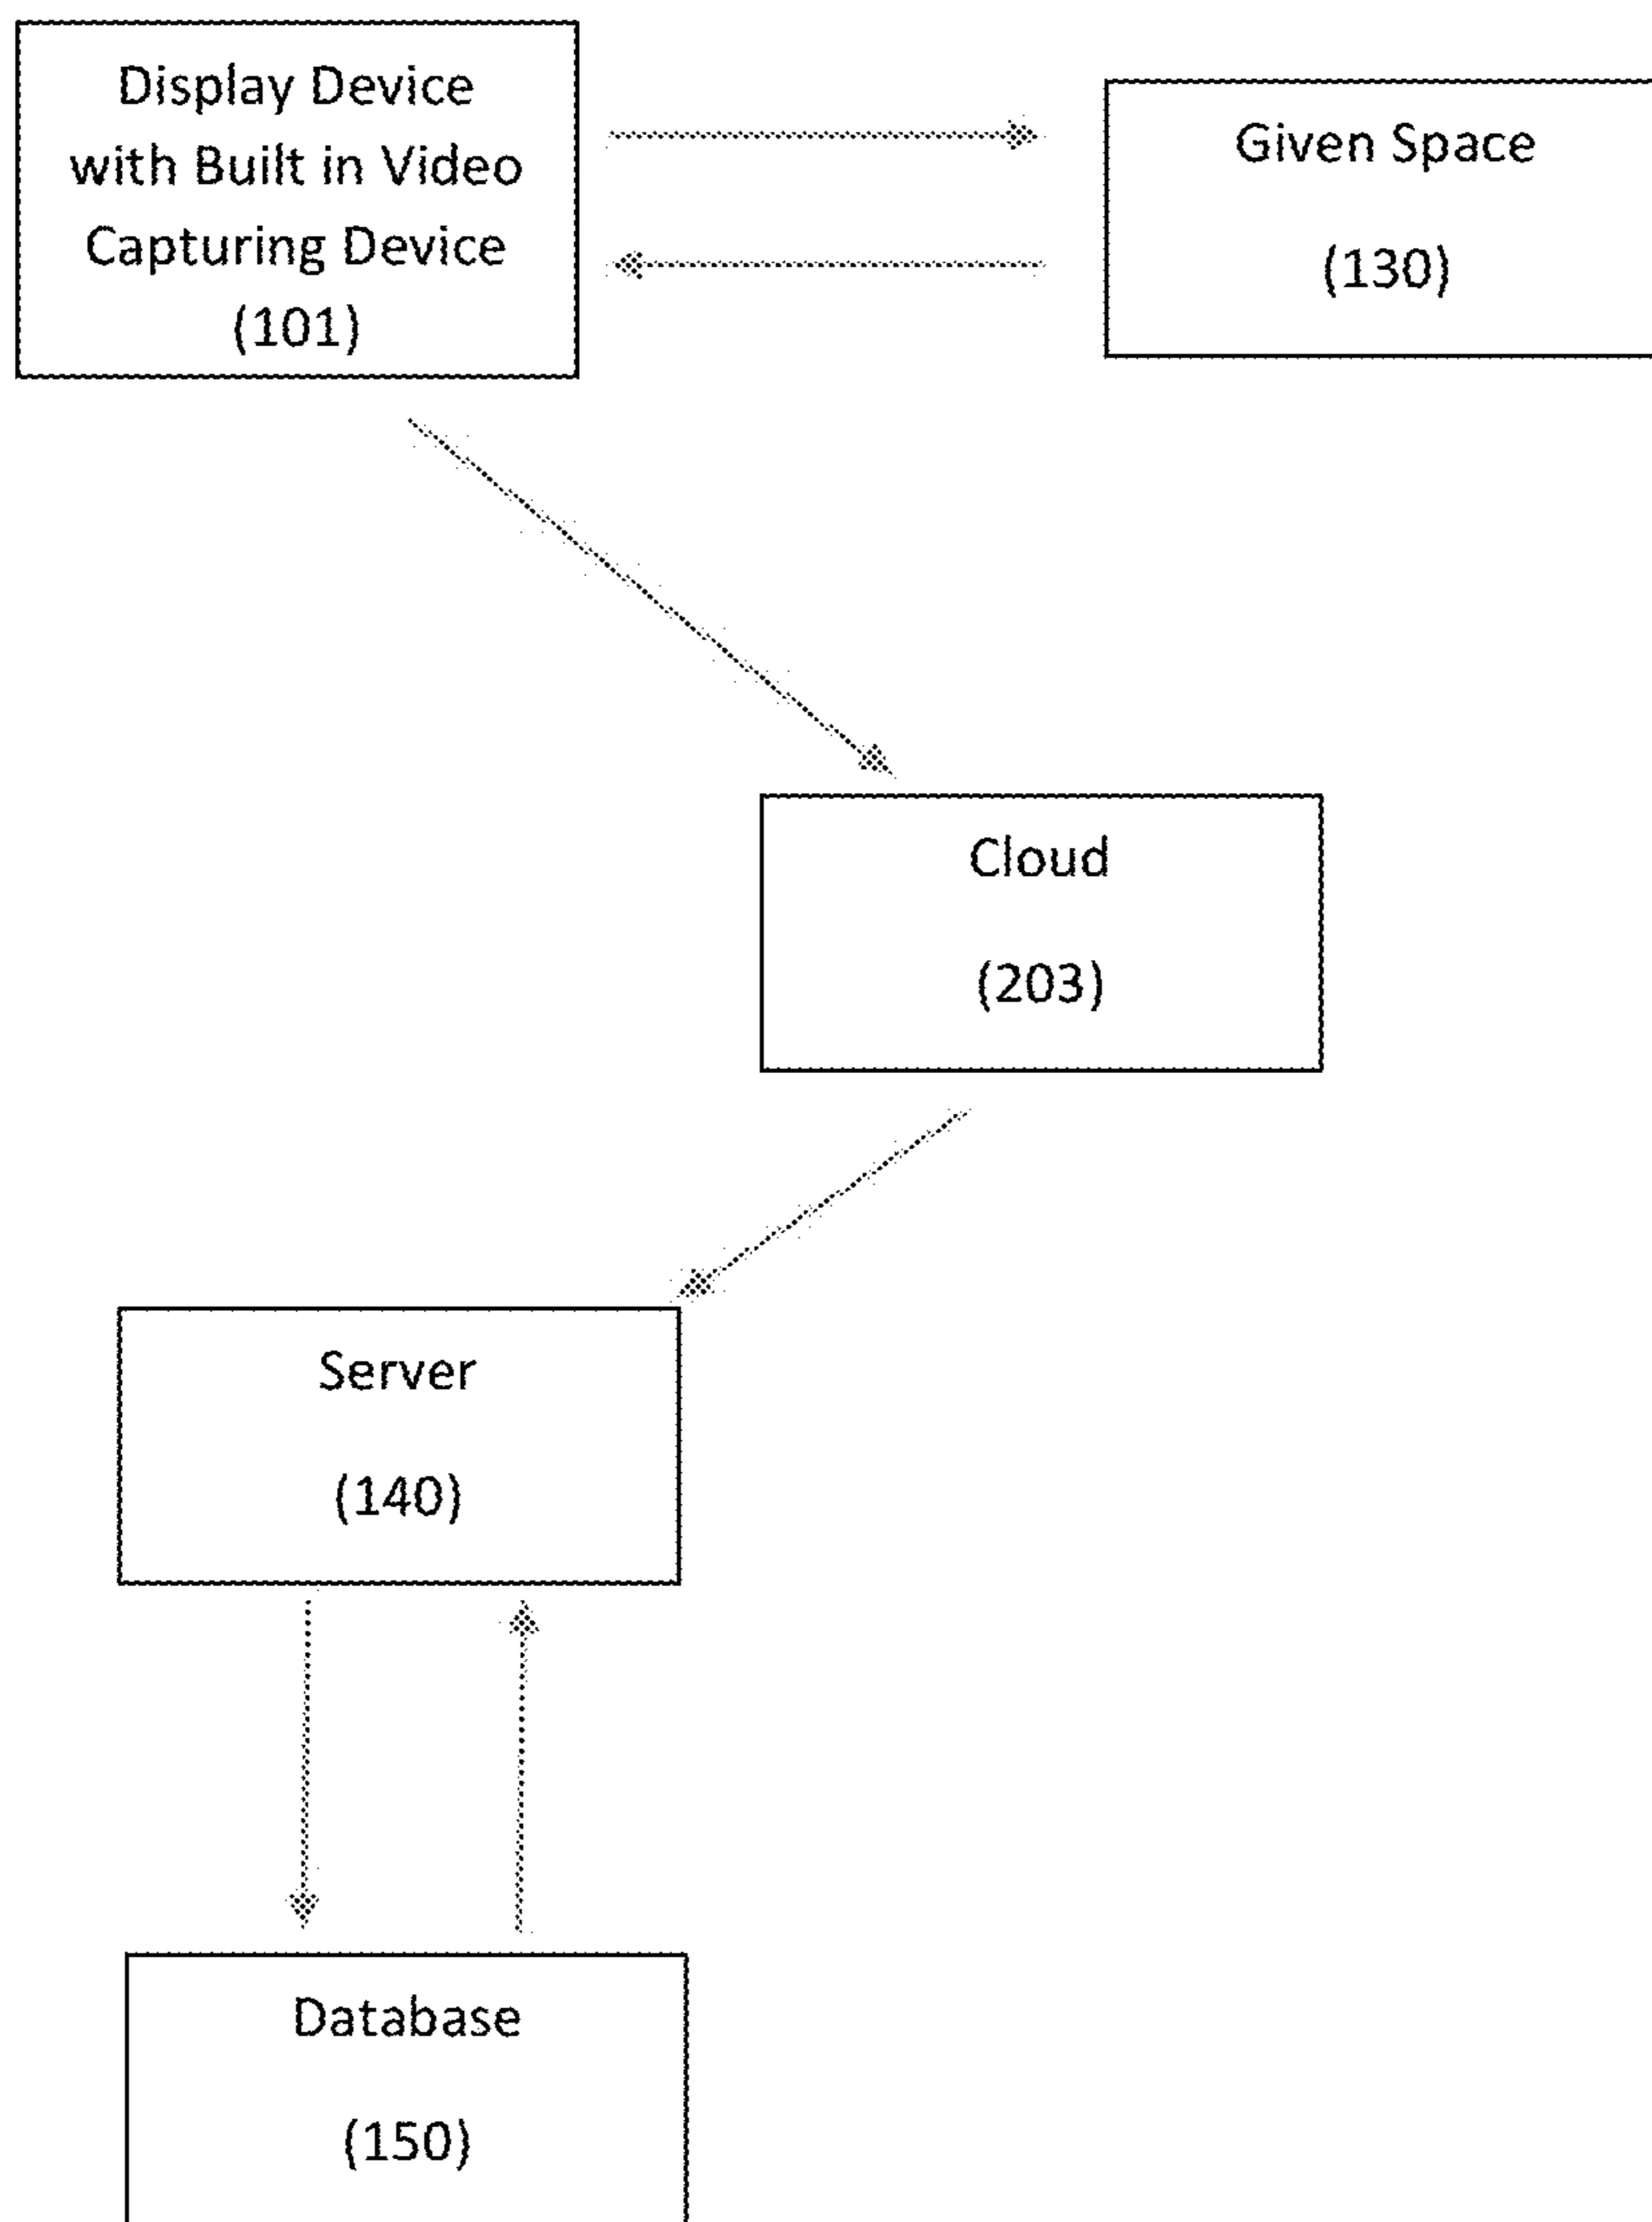 Display Device
with Built in Video
Capturing Device
(101)
Given Space
(130)
Cloud
(203)
Server
(140)
Database
(150)